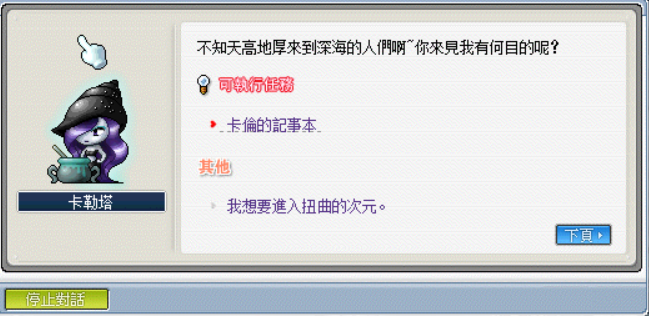 不知天高地厚來到深海的人們啊~你來見我有何目的呢?
可執行任務
卡倫的記事本
其他
我想要進入扭曲的次元。
卡勒塔
下頁
停止對話